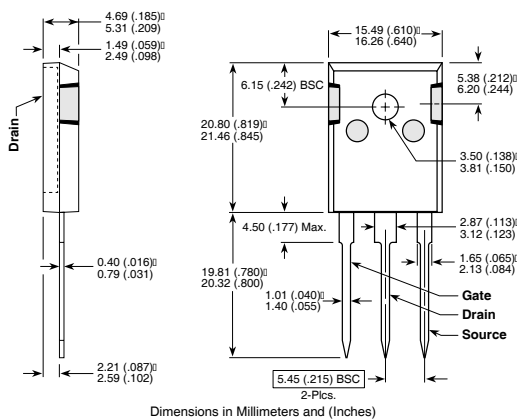 4.69 (.185)
5.31 (.209)
1.49 (.059)
2.49 (.098)
15.49 (.610)
16.26 (.640)
6.15 (.242) BSC
5.38 (.212)
6.20 (.244)
Drain
20.80 (.819)
21.46 (.845)
3.50 (.138)
3.81 (.150)
4.50 (.177) Max.
2.87 (.113)
3.12 (.123)
0.40 (.016)
0.79 (.031)
19.81 (.780)
20.32 (.800)
1.65 (.065)
2.13 (.084)
1.01 (.040)
1.40 (.055)
Gate
Drain
Source
2.21 (.087)
2.59 (.102)
5.45 (.215) BSC
2-Plcs.
Dimensions in Millimeters and (Inches)